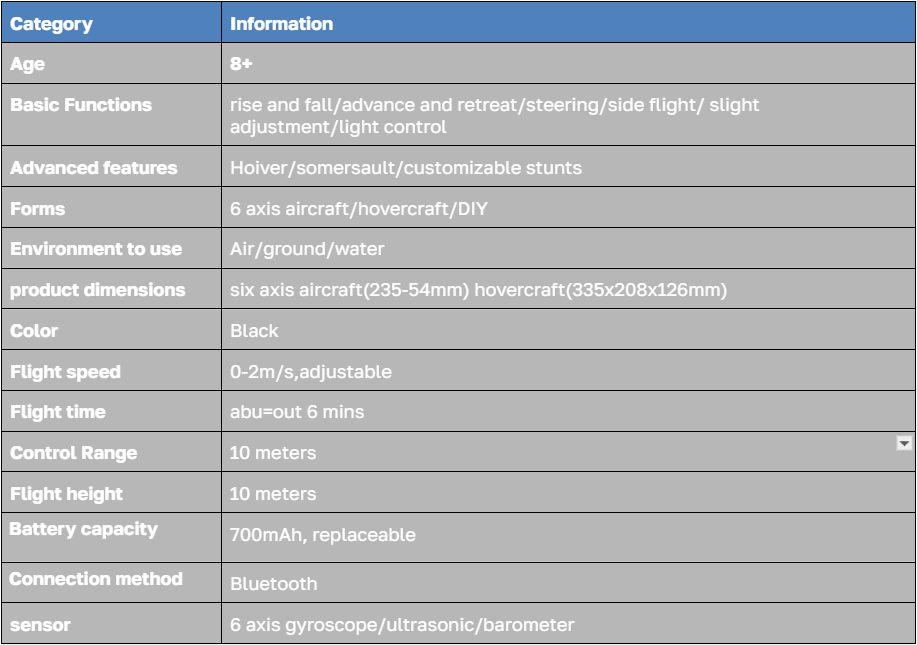 Category Information
Age 8+
Basic Functions rise and fall/advance and retreat/steering/side flight/ slight
adjustment/light control
Advanced features Hoiver/somersault/customizable stunts
Forms 6 axis aircraft/hovercraft/DIY
Environment to use Air/ground/water
product dimensions six axis aircraft(235-54mm) hovercraft(335x208x126mm)
Color Black
Flight speed 0-2m/s,adjustable
Flight time abu=out 6 mins
Control Range 10 meters
Flight height 10 meters
Battery capacity 700mAh, replaceable
Connection method Bluetooth
sensor 6 axis gyroscope/ultrasonic/barometer